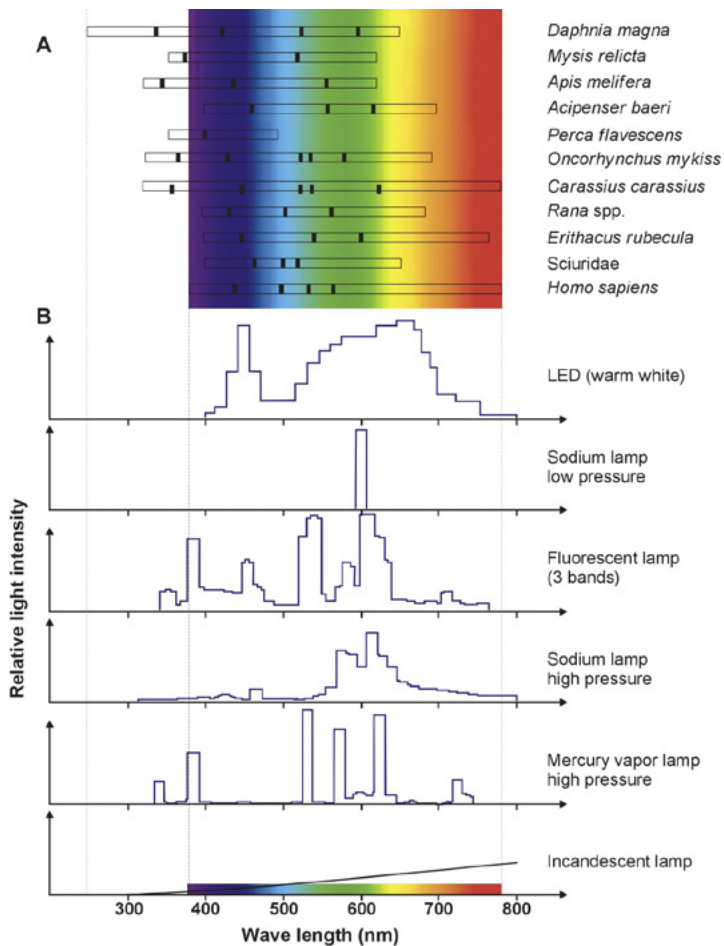 A
Daphnia magna
Mysis relicta
Apis melifera
Acipenser baeri
Perca flavescens
Oncorhynchus mykiss
Carassius carassius
Rana spp.
Erithacus rubecula
Sciuridae
Homo sapiens
B
Relative light intensity
LED (warm white)
Sodium lamp
low pressure
Fluorescent lamp
(3 bands)
Sodium lamp
high pressure
Mercury vapor lamp
high pressure
Incandescent lamp
300 400 500 600 700 800
Wave length (nm)